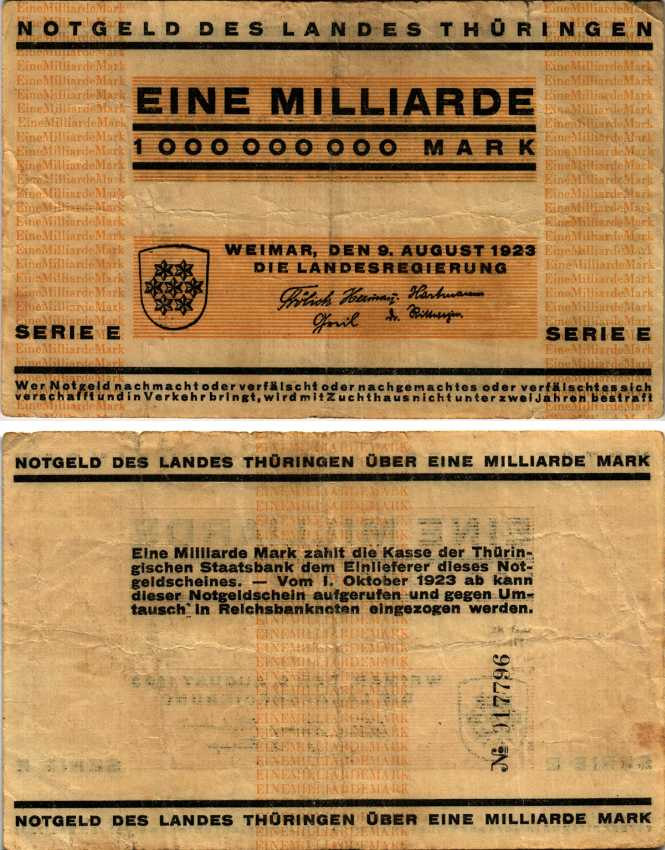 NOTGELD DES LANDES THÜRINGEN
EINE MILLIARDE
1 000 000 000 MARK
WEIMAR, DEN 9. AUGUST 1923
DIE LANDESREGIERUNG
Frölich Hermann Hartmann
SERIE E
SERIE E
Wer Notgeld nachmacht oder verfälscht oder nachgemachtes oder verfälschtes sich
verschafft und in Verkehr bringt, wird mit Zuchthaus nicht unter zwei Jahren bestraft
NOTGELD DES LANDES THÜRINGEN ÜBER EINE MILLIARDE MARK
Eine Milliarde Mark zahlt die Kasse der Thürin-
gischen Staatsbank dem Einlieferer dieses Not-
geldscheines. — Vom 1. Oktober 1923 ab kann
dieser Notgeldschein aufgerufen und gegen Um-
tausch in Reichsbanknoten eingezogen werden.
№ 017796
NOTGELD DES LANDES THÜRINGEN ÜBER EINE MILLIARDE MARK